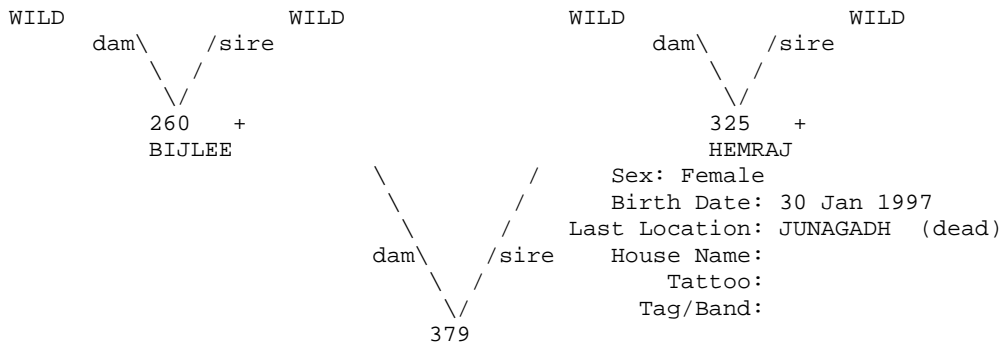 WILD WILD WILD WILD
dam\ /sire dam\ /sire
\ / \ /
\/ \/
260 + 325 +
BIJLEE HEMRAJ
\ / Sex: Female
\ / Birth Date: 30 Jan 1997
\ / Last Location: JUNAGADH (dead)
dam\ /sire House Name:
\ / Tattoo:
\/ Tag/Band:
379